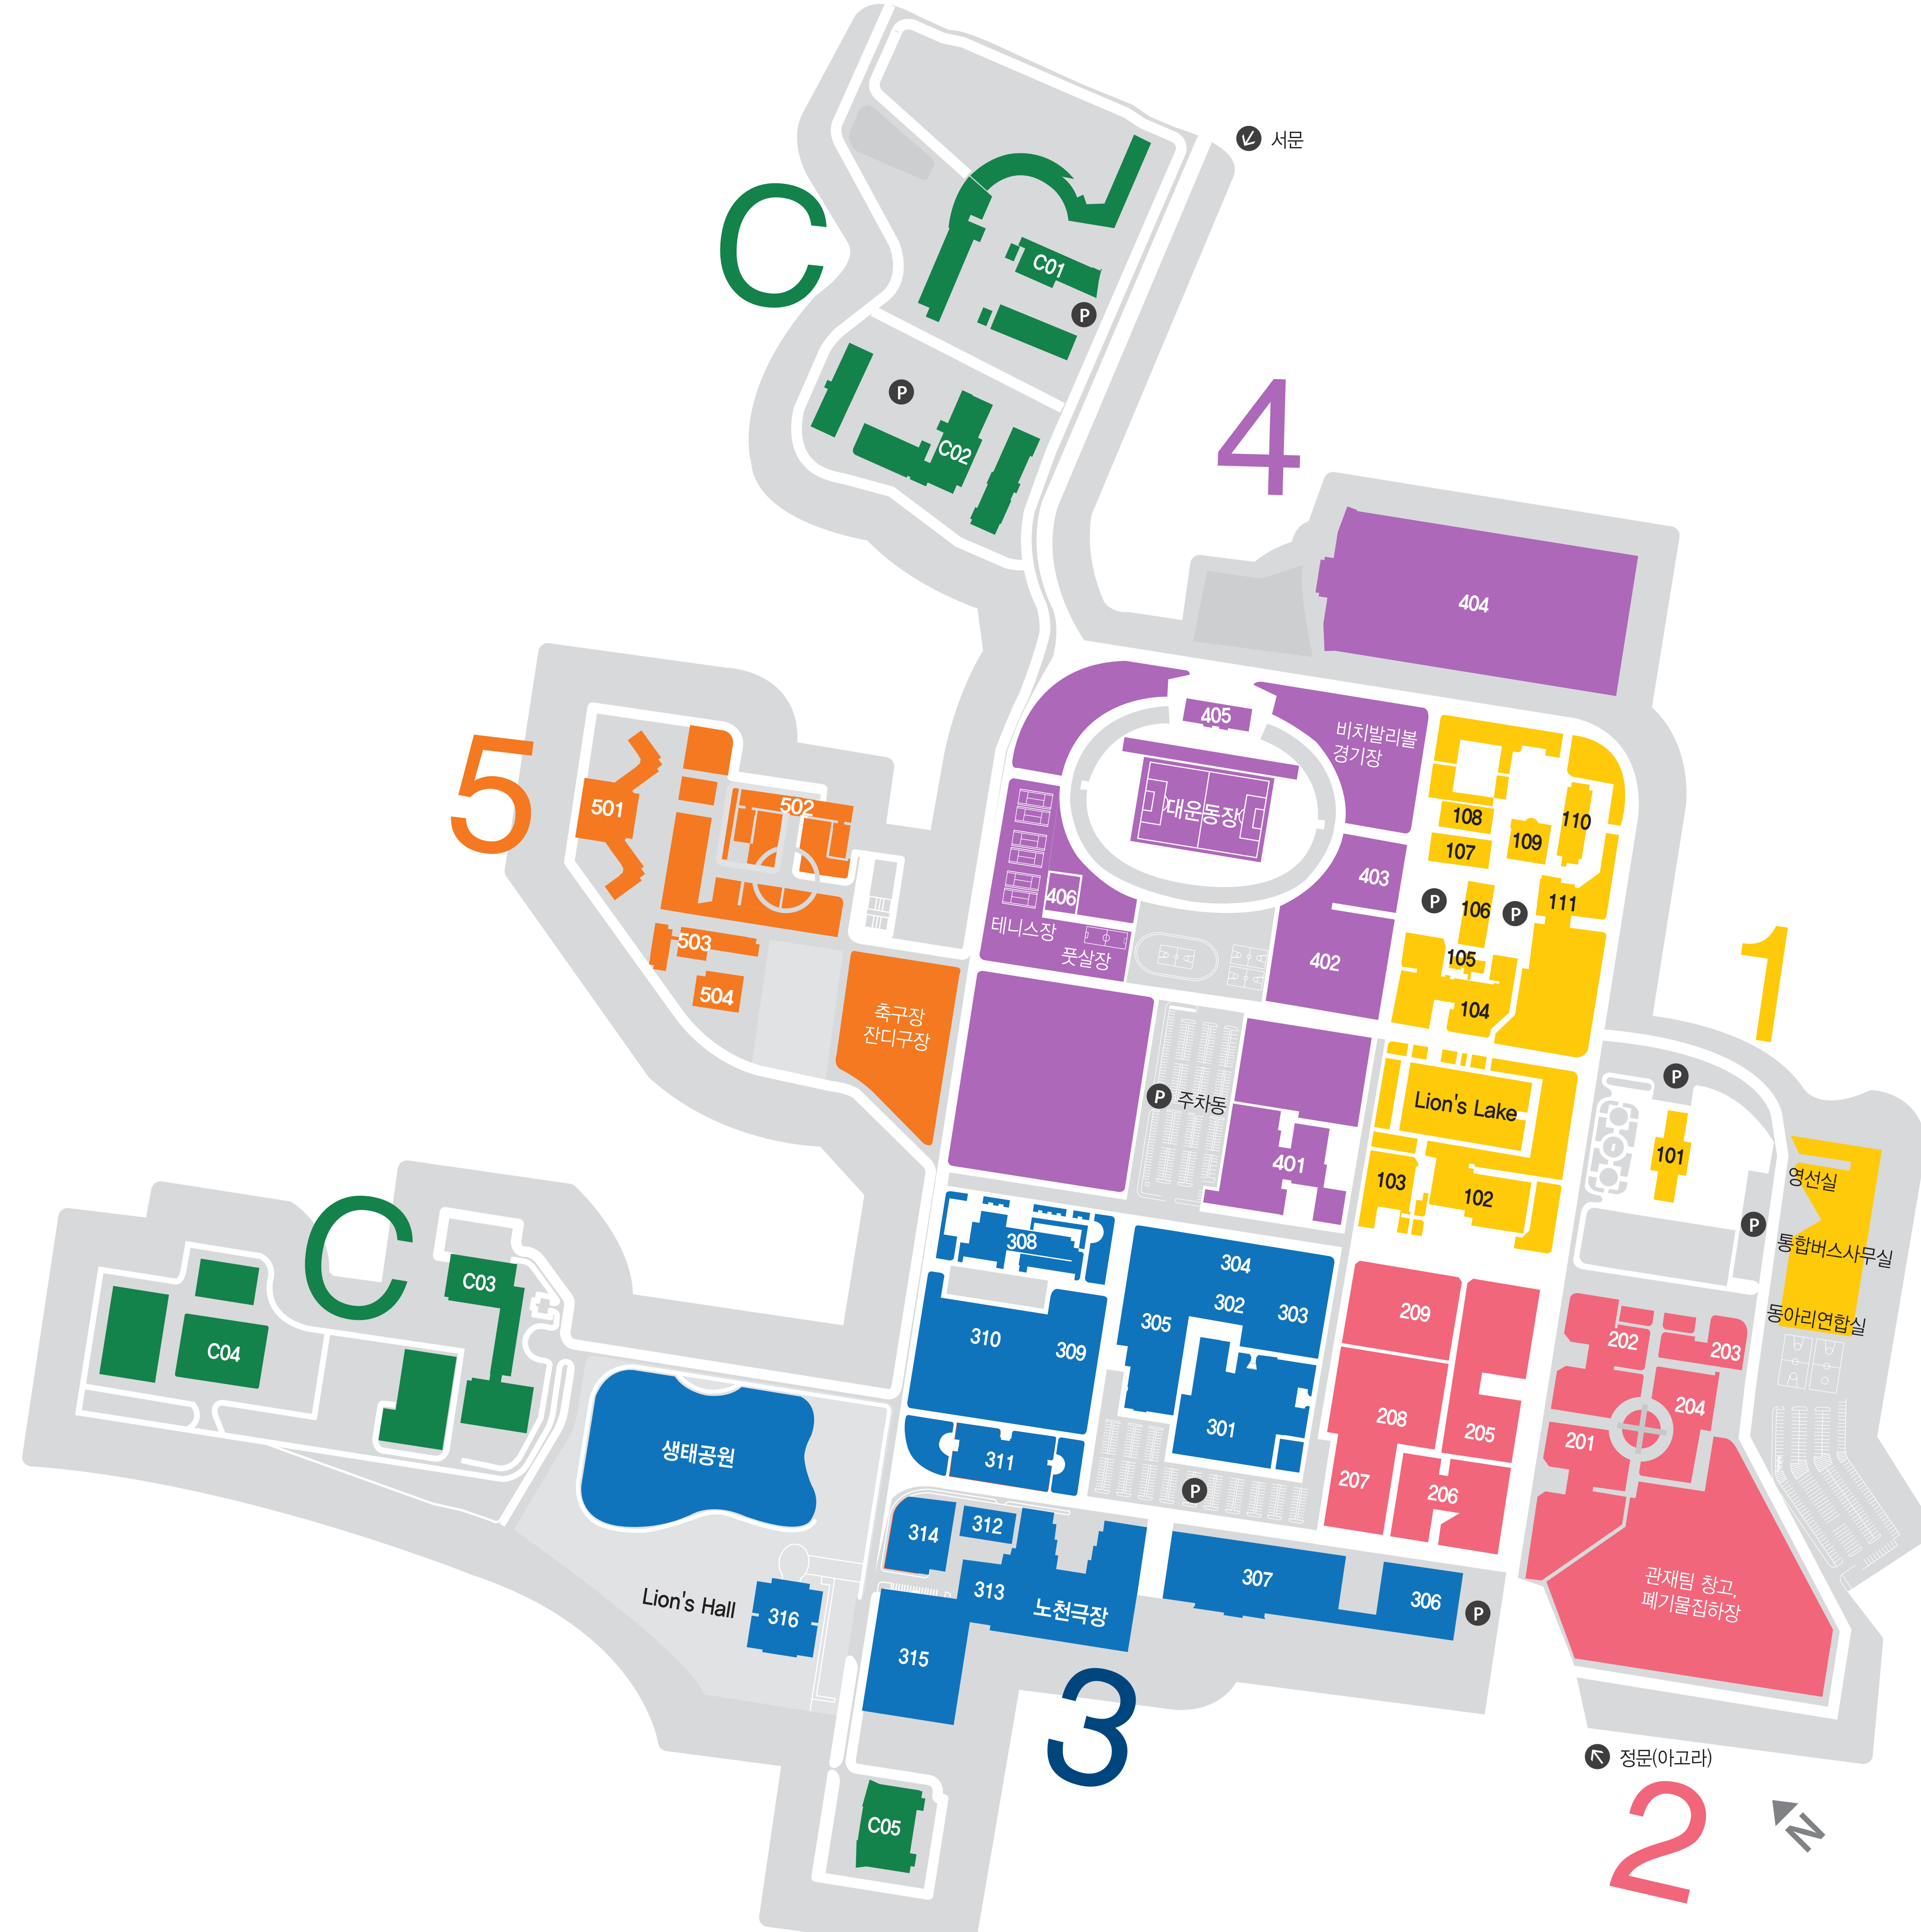 서문
C
C01
P
P
C02
4
404
405
비치발리볼
경기장
5
501
502
대운동장
108
110
109
107
403
406
P
106
P
111
테니스장
풋살장
503
504
402
105
104
1
축구장
잔디구장
P
주차동
Lion's Lake
P
401
103
102
101
영선실
P
통합버스사무실
동아리연합실
C
C03
C04
308
304
302
303
305
310
309
301
311
P
209
208
205
207
206
202
203
204
201
생태공원
314
312
313
노천극장
307
306
P
관재팀 창고,
폐기물집하장
Lion's Hall
316
315
3
정문(아고라)
2
N
C05